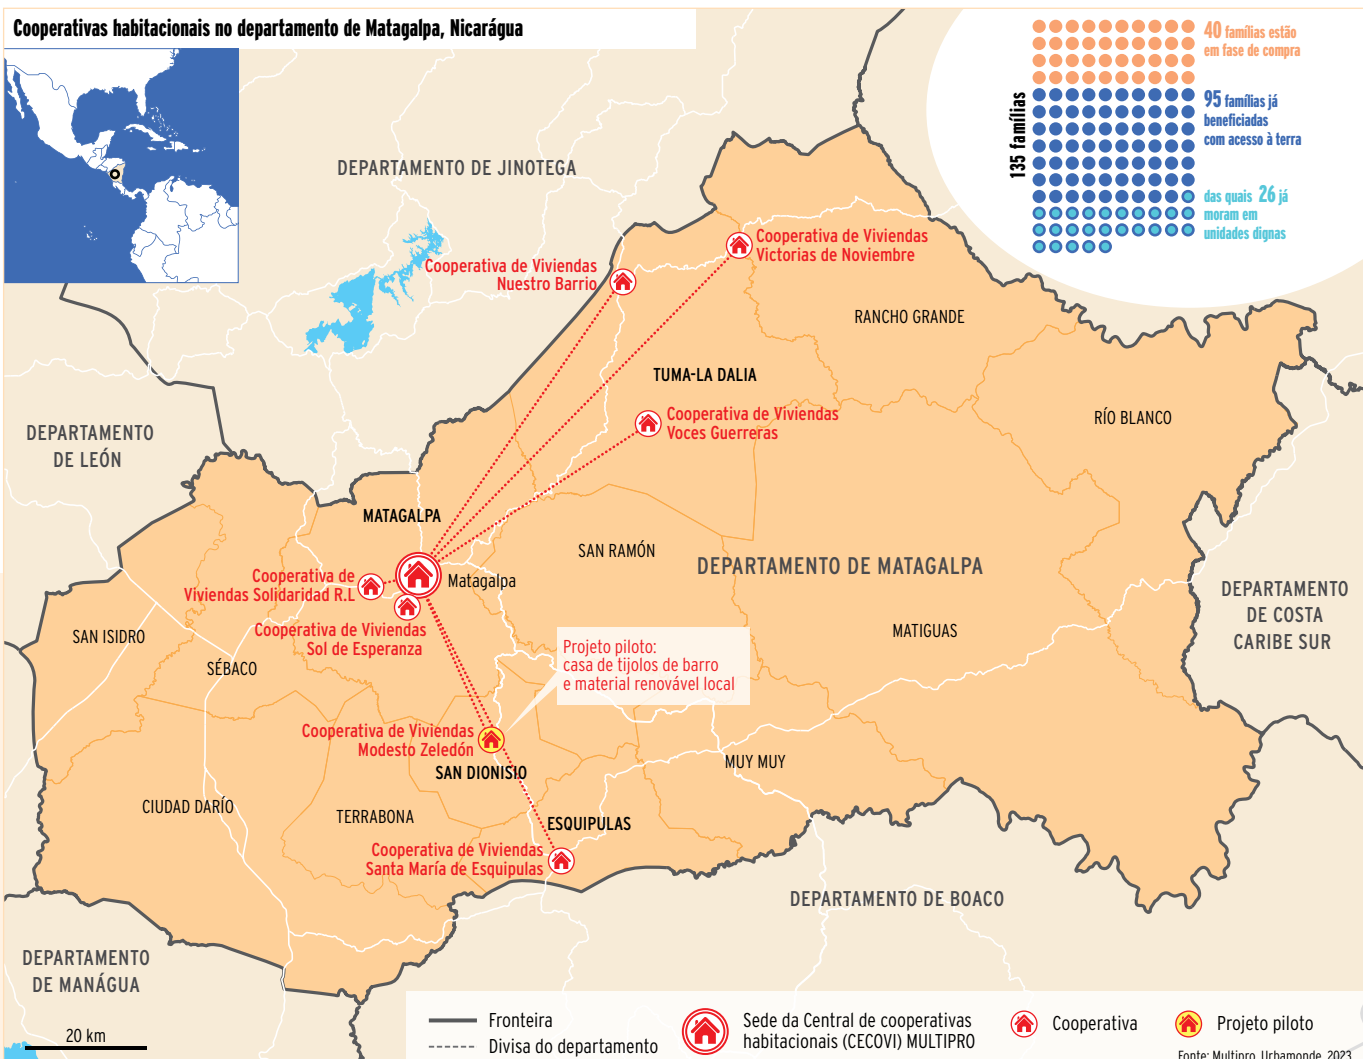 Cooperativas habitacionais no departamento de Matagalpa, Nicarágua
135 famílias
40 famílias estão
em fase de compra
95 famílias já
beneficiadas
com acesso à terra
das quais 26 já
moram em
unidades dignas
DEPARTAMENTO DE JINOTEGA
Cooperativa de Viviendas
Victorias de Noviembre
Cooperativa de Viviendas
Nuestro Barrio
RANCHO GRANDE
TUMA-LA DALIA
Cooperativa de Viviendas
Voces Guerreras
RÍO BLANCO
DEPARTAMENTO
DE LEÓN
MATAGALPA
SAN RAMÓN
DEPARTAMENTO DE MATAGALPA
Cooperativa de
Viviendas Solidaridad R.L
Matagalpa
DEPARTAMENTO
DE COSTA
CARIBE SUR
Cooperativa de Viviendas
Sol de Esperanza
SAN ISIDRO
SÉBACO
MATIGUAS
Projeto piloto:
casa de tijolos de barro
e material renovável local
Cooperativa de Viviendas
Modesto Zeledón
SAN DIONISIO
MUY MUY
CIUDAD DARÍO
TERRABONA
ESQUIPULAS
Cooperativa de Viviendas
Santa María de Esquipulas
DEPARTAMENTO DE BOACO
DEPARTAMENTO
DE MANÁGUA
20 km
Fronteira
Divisa do departamento
Sede da Central de cooperativas
habitacionais (CECOVI) MULTIPRO
Cooperativa
Projeto piloto
Fonte: Multipro, Urbamonde, 2023